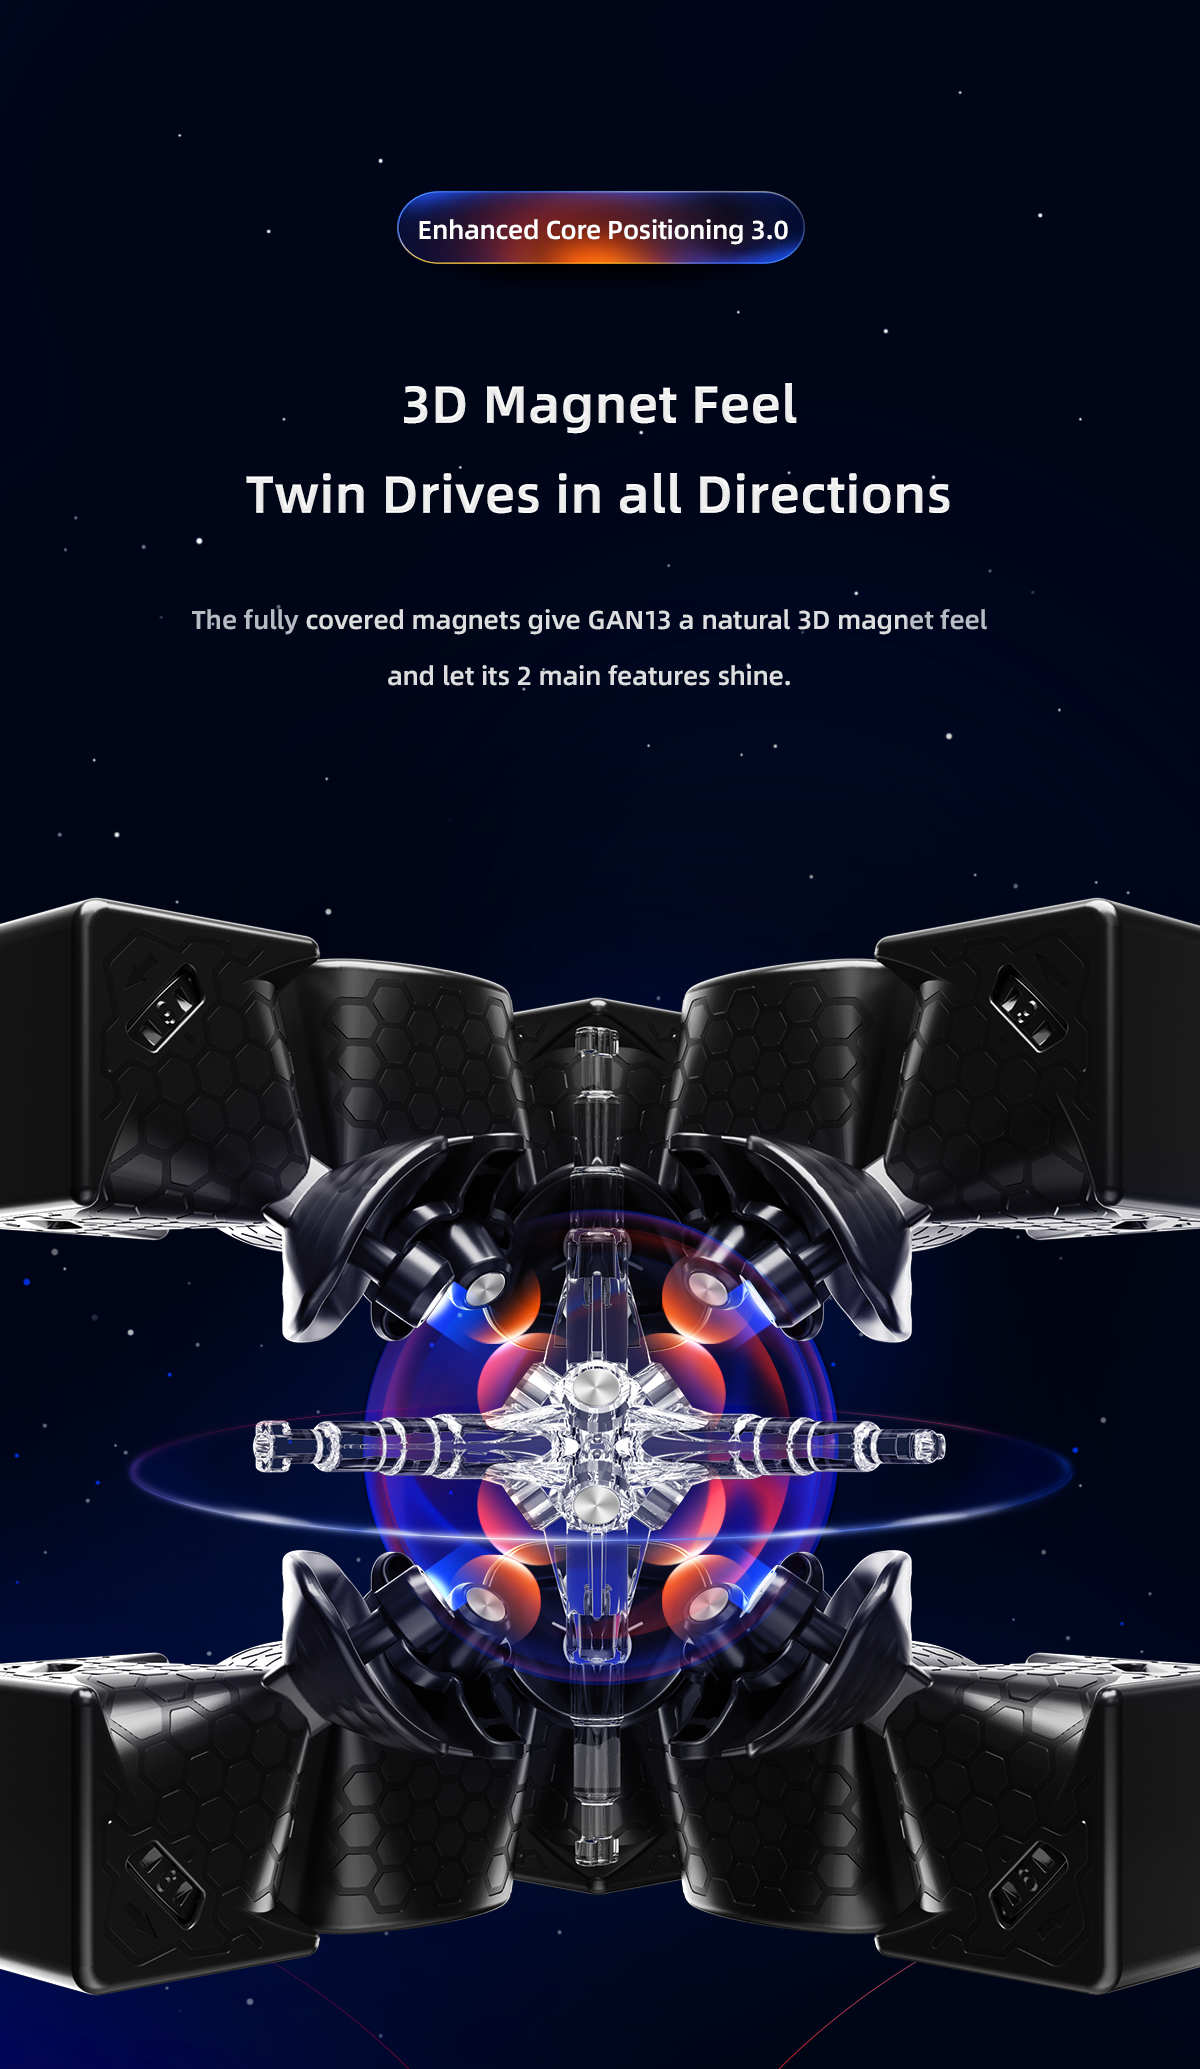 Enhanced Core Positioning 3.0
3D Magnet Feel
Twin Drives in all Directions
The fully covered magnets give GAN13 a natural 3D magnet feel
and let its 2 main features shine.